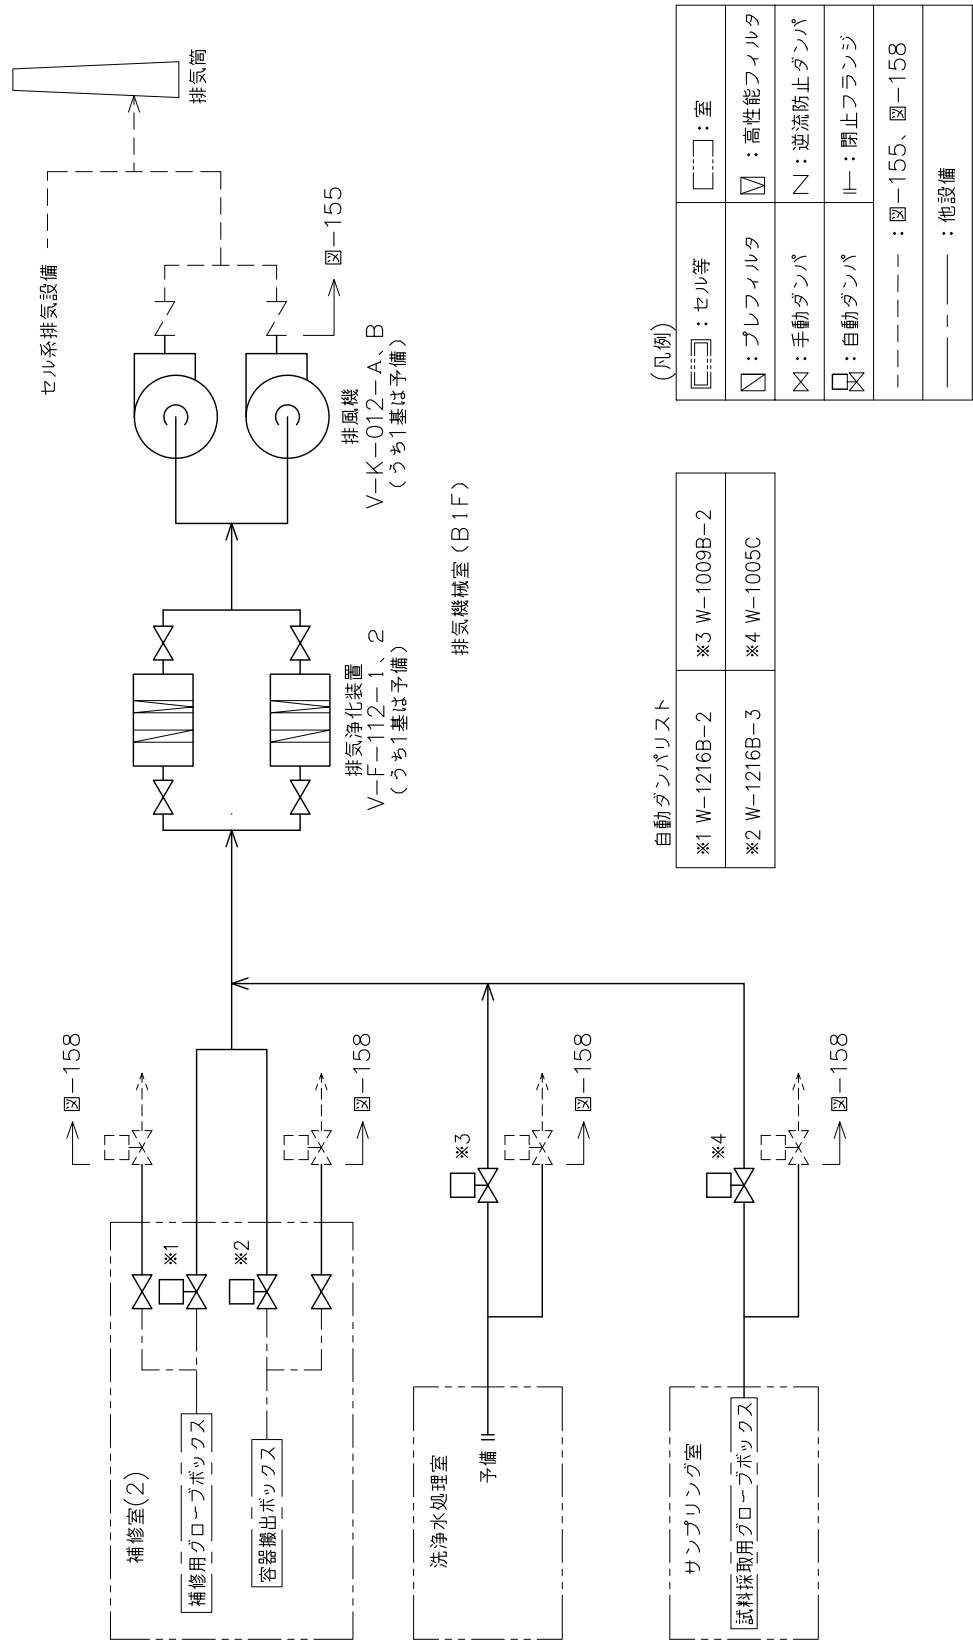 補修室(2)
補修用グローブボックス
容器搬出ボックス
※1
※2
図-158
図-158
洗浄水処理室
予備
※3
図-158
サンプリング室
試料採取用グローブボックス
※4
図-158
排気浄化装置
V-F-112-1、2
(うち1基は予備)
排気機械室(B1F)
排風機
V-K-012-A、B
(うち1基は予備)
図-155
セル系排気設備
排気筒
自動ダンパリスト
※1 W-1216B-2
※3 W-1009B-2
※2 W-1216B-3
※4 W-1005C
(凡例)
:セル等
:室
:プレフィルタ
:高性能フィルタ
:手動ダンパ
:逆流防止ダンパ
:自動ダンパ
:閉止フランジ
:図-155、図-158
:他設備